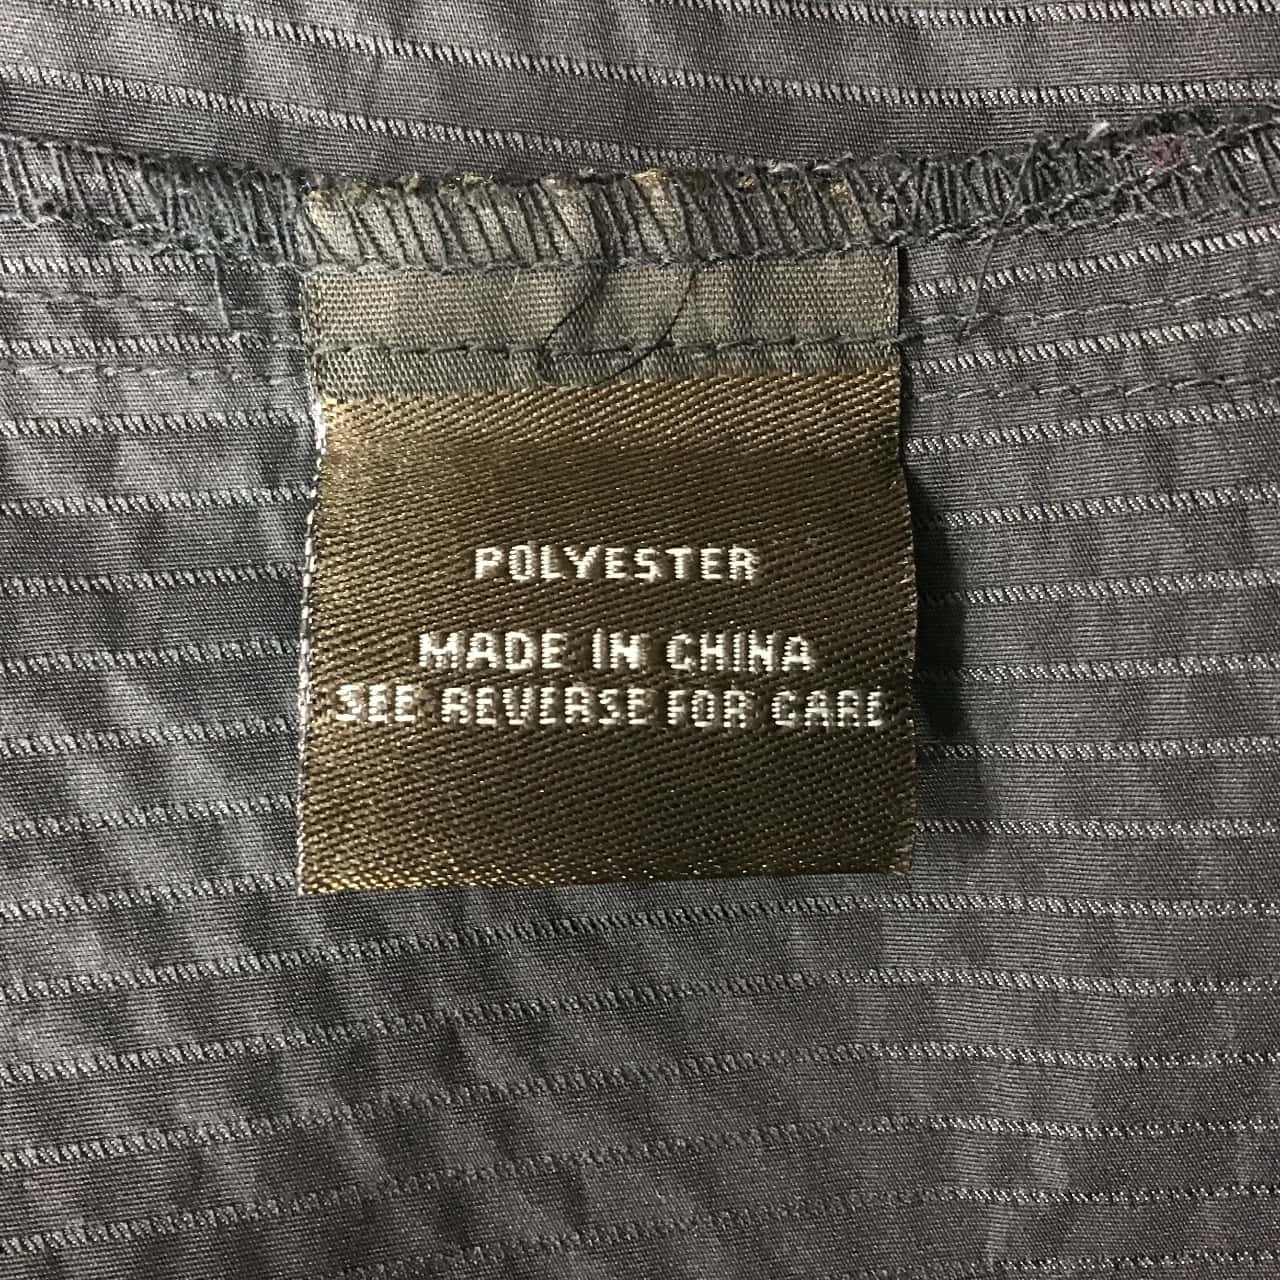 POLYESTER
MADE IN CHINA
SEE REVERSE FOR CARE